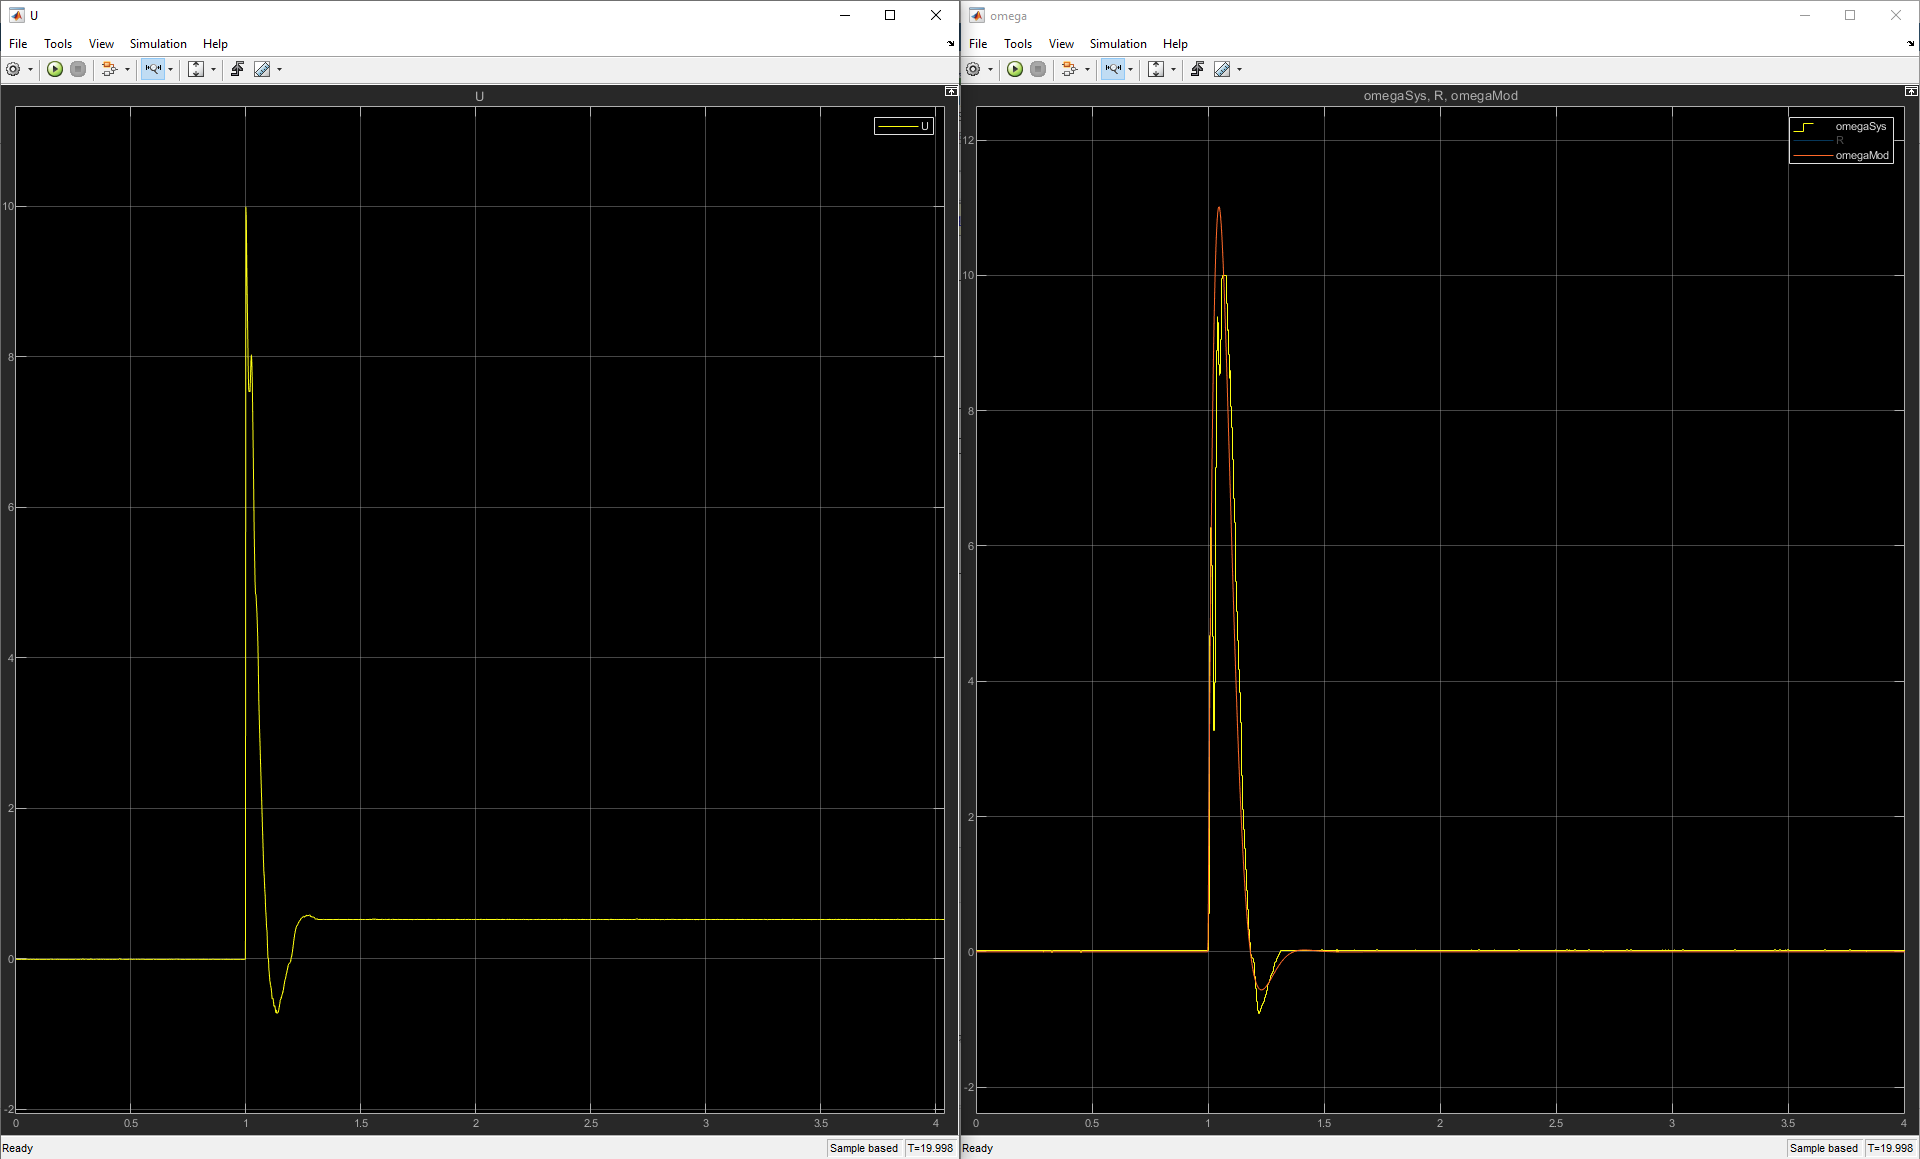 U
File Tools View Simulation Help
U
U
10
8
6
4
2
0
-2
0 0.5 1 1.5 2 2.5 3 3.5 4
Ready Sample based T=19.998
omega
File Tools View Simulation Help
omegaSys, R, omegaMod
omegaSys
R
omegaMod
12
10
8
6
4
2
0
-2
0 0.5 1 1.5 2 2.5 3 3.5 4
Ready Sample based T=19.998